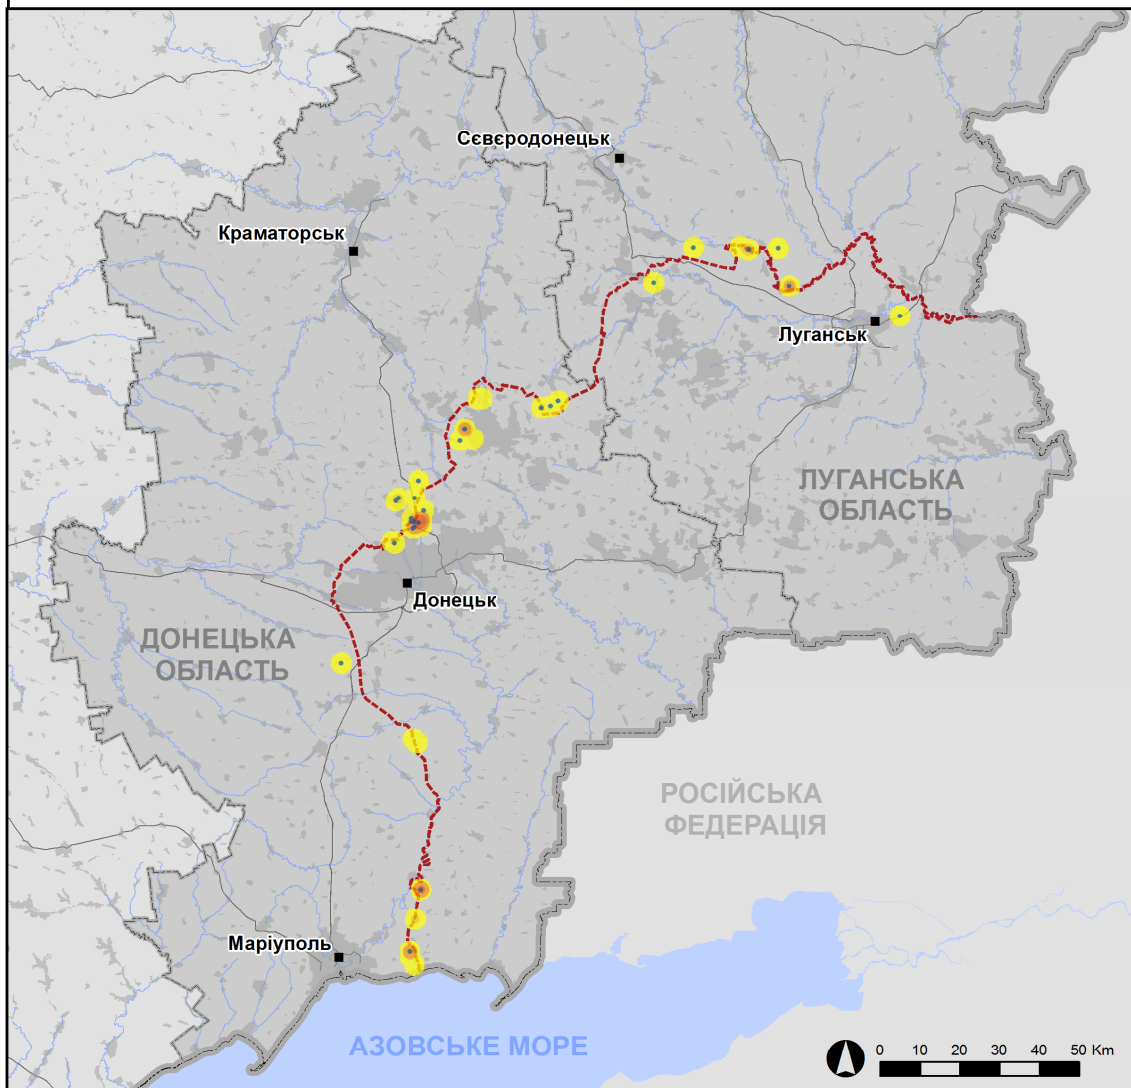 Сєвєродонецьк
Краматорськ
Луганськ
ЛУГАНСЬКА
ОБЛАСТЬ
Донецьк
ДОНЕЦЬКА
ОБЛАСТЬ
РОСІЙСЬКА
ФЕДЕРАЦІЯ
Маріуполь
АЗОВСЬКЕ МОРЕ
0 10 20 30 40 50 Km